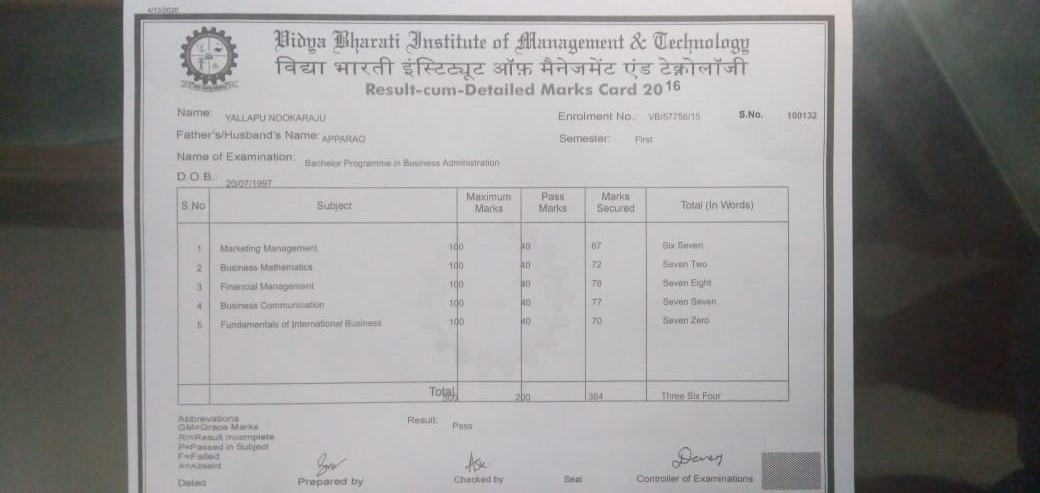 4/13/2020
Vidya Bharati Institute of Management & Technology
विद्या भारती इंस्टिट्यूट ऑफ़ मैनेजमेंट एंड टेक्नोलॉजी
Result-cum-Detailed Marks Card 2016
Name: YALLAPU NOOKARAJU Enrolment No.: VB/57756/15 S.No. 100132
Father's/Husband's Name: APPARAO Semester: First
Name of Examination: Bachelor Programme in Business Administration
D.O.B.: 20/07/1997
S.No Subject Maximum Marks Pass Marks Marks Secured Total (In Words)
1 Marketing Management 100 40 67 Six Seven
2 Business Mathematics 100 40 72 Seven Two
3 Financial Management 100 40 78 Seven Eight
4 Business Communication 100 40 77 Seven Seven
5 Fundamentals of International Business 100 40 70 Seven Zero
Total 500 200 364 Three Six Four
Abbrevations Result: Pass
GM=Grace Marks
RI=Result Incomplete
P=Passed in Subject
F=Failed
A=Absent
Dated Prepared by Checked by Seal Controller of Examinations